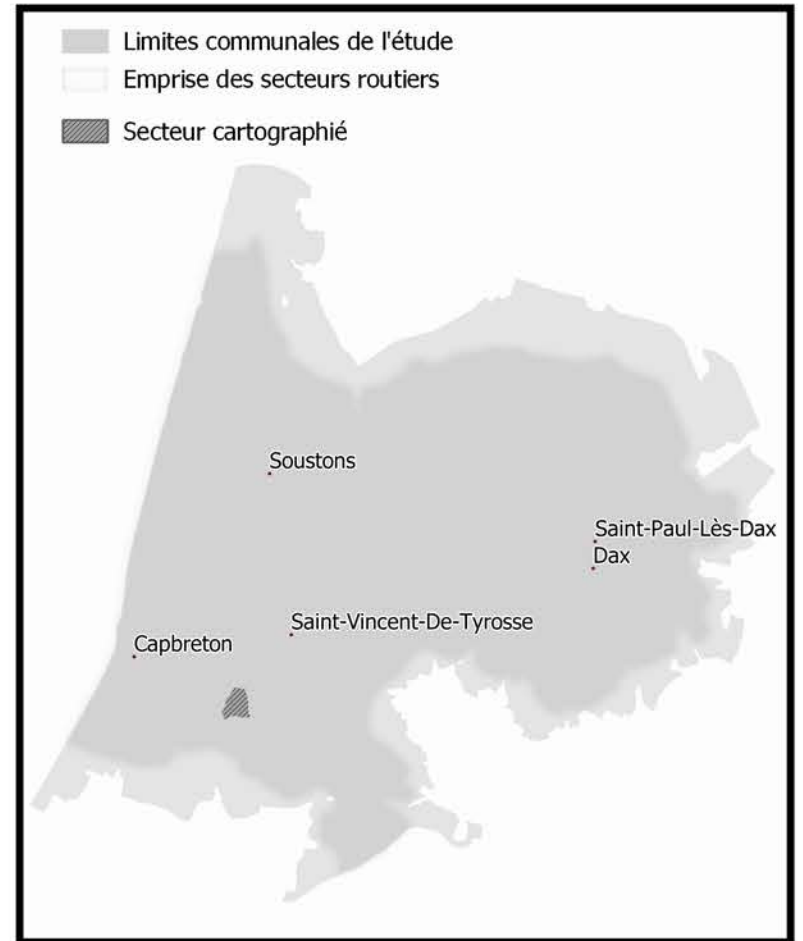 Limites communales de l'étude
Emprise des secteurs routiers
Secteur cartographié
Soustons
Saint-Paul-Lès-Dax
Dax
Saint-Vincent-De-Tyrosse
Capbreton